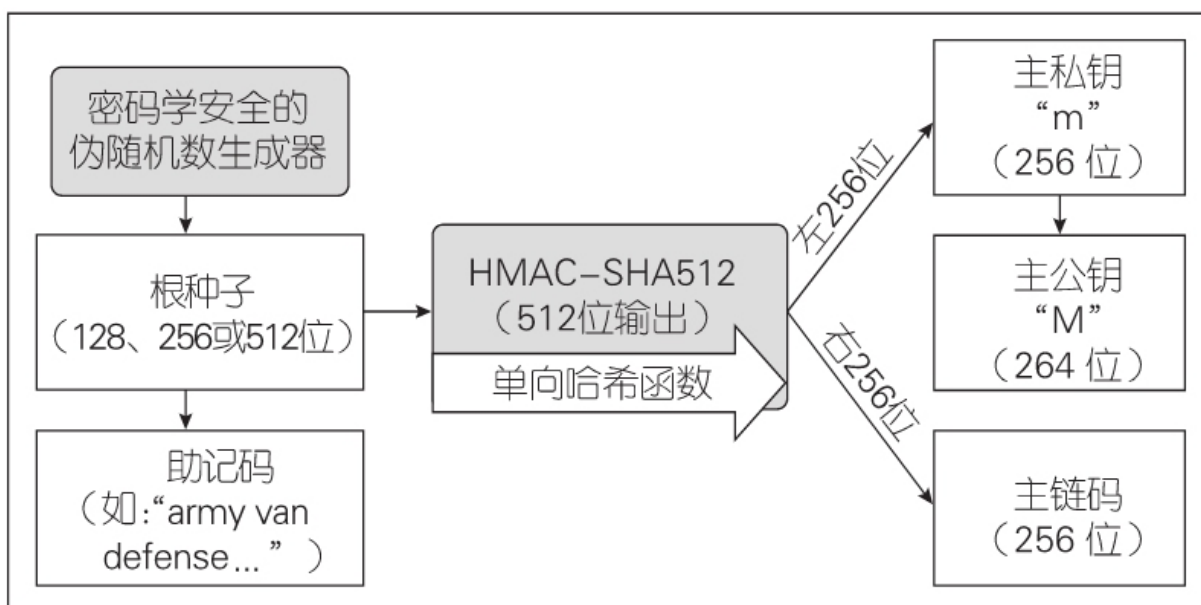 密码学安全的
伪随机数生成器
根种子
（128、256或512位）
助记码
（如:“army van
defense...”）
HMAC-SHA512
（512位输出）
单向哈希函数
左256位
右256位
主私钥
“m”
（256 位）
主公钥
“M”
（264 位）
主链码
（256 位）